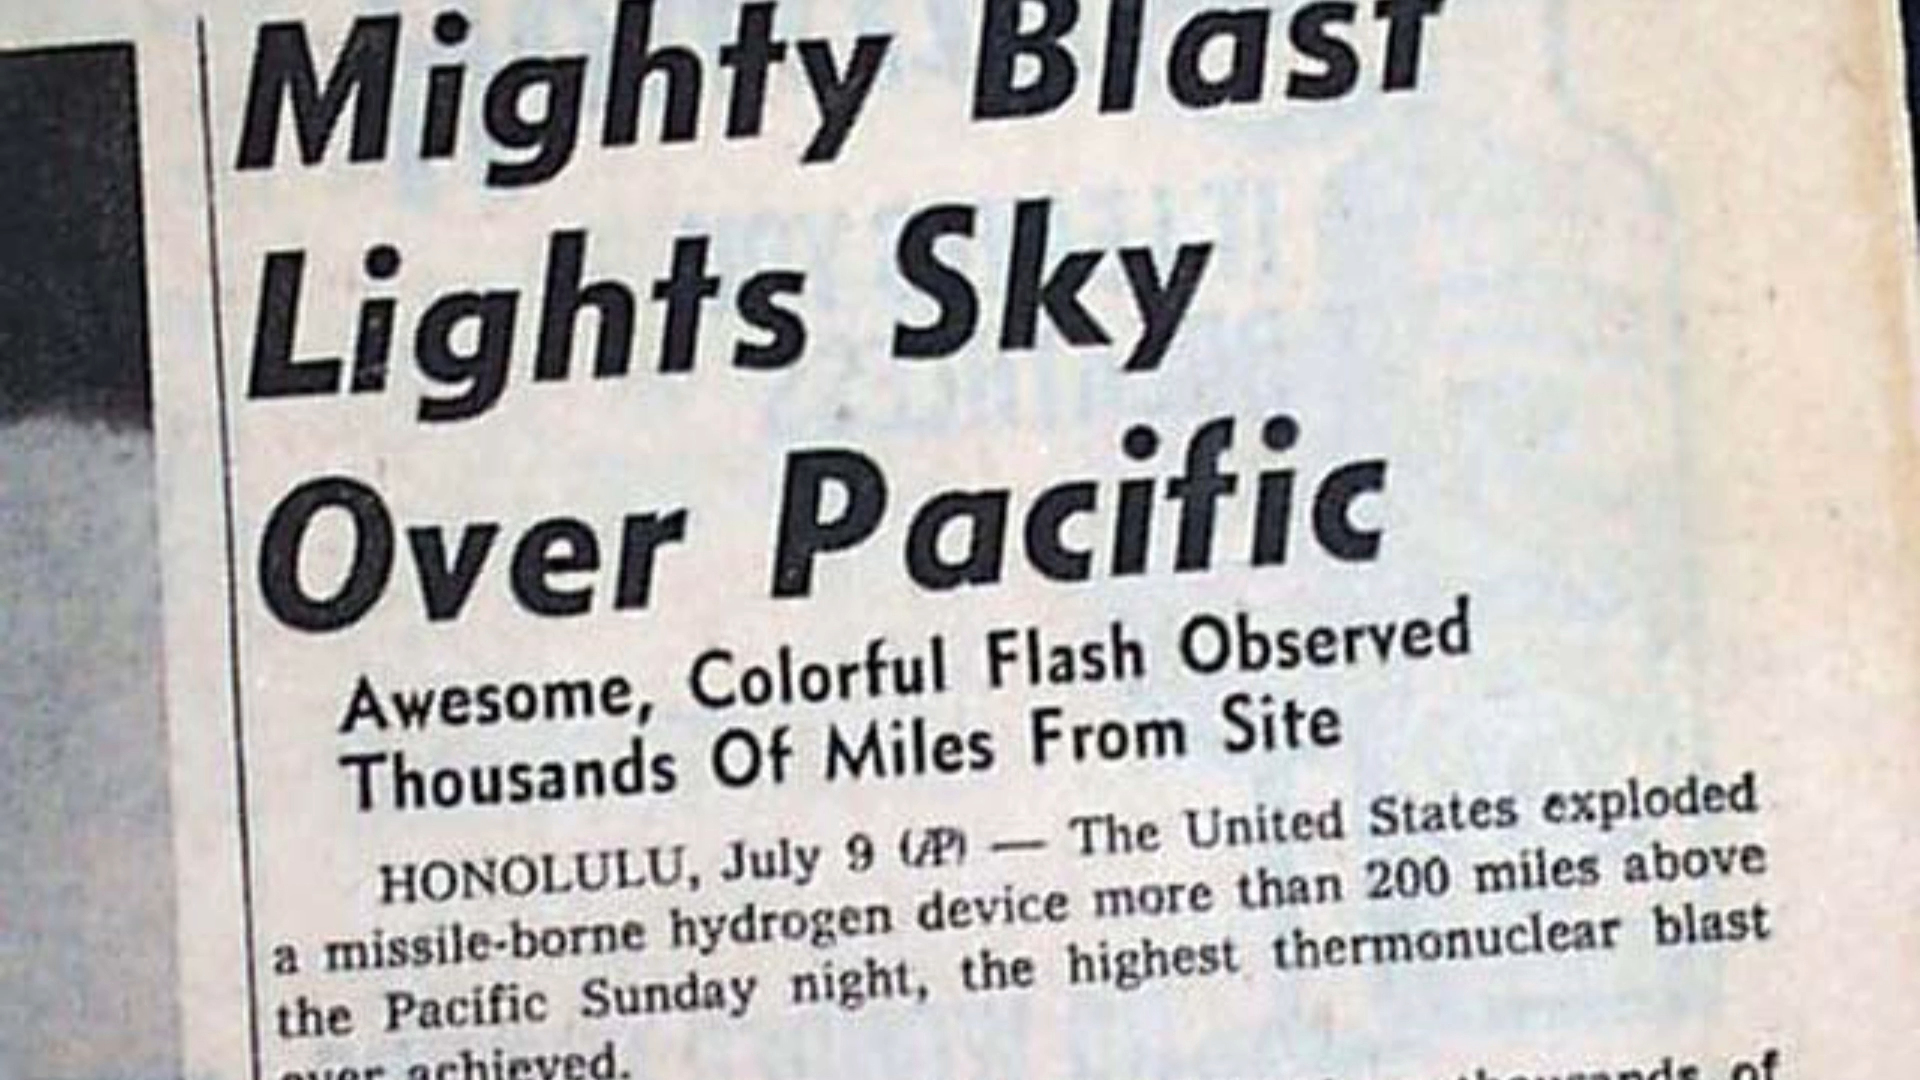 Mighty Blast
Lights Sky
Over Pacific
Awesome, Colorful Flash Observed
Thousands Of Miles From Site
HONOLULU, July 9 (AP) — The United States exploded
a missile-borne hydrogen device more than 200 miles above
the Pacific Sunday night, the highest thermonuclear blast
ever achieved.
thousands of